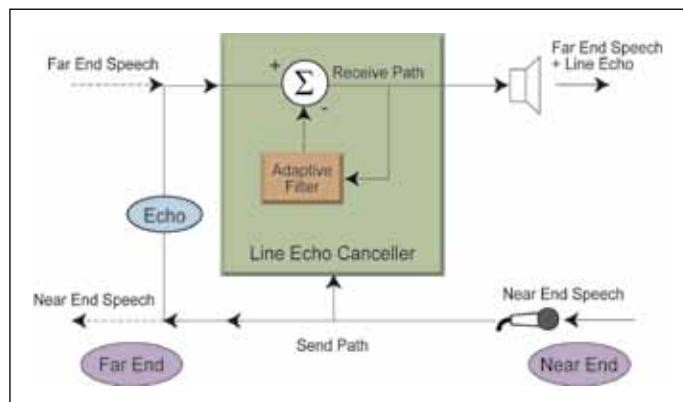 Far End Speech
+
Σ
-
Receive Path
Far End Speech
+ Line Echo
Adaptive
Filter
Echo
Line Echo Canceller
Near End Speech
Near End Speech
Send Path
Far End
Near End